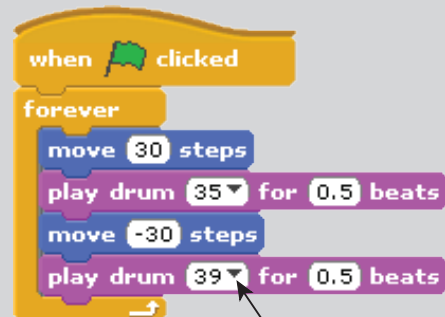 when clicked
forever
move 30 steps
play drum 35 for 0.5 beats
move -30 steps
play drum 39 for 0.5 beats